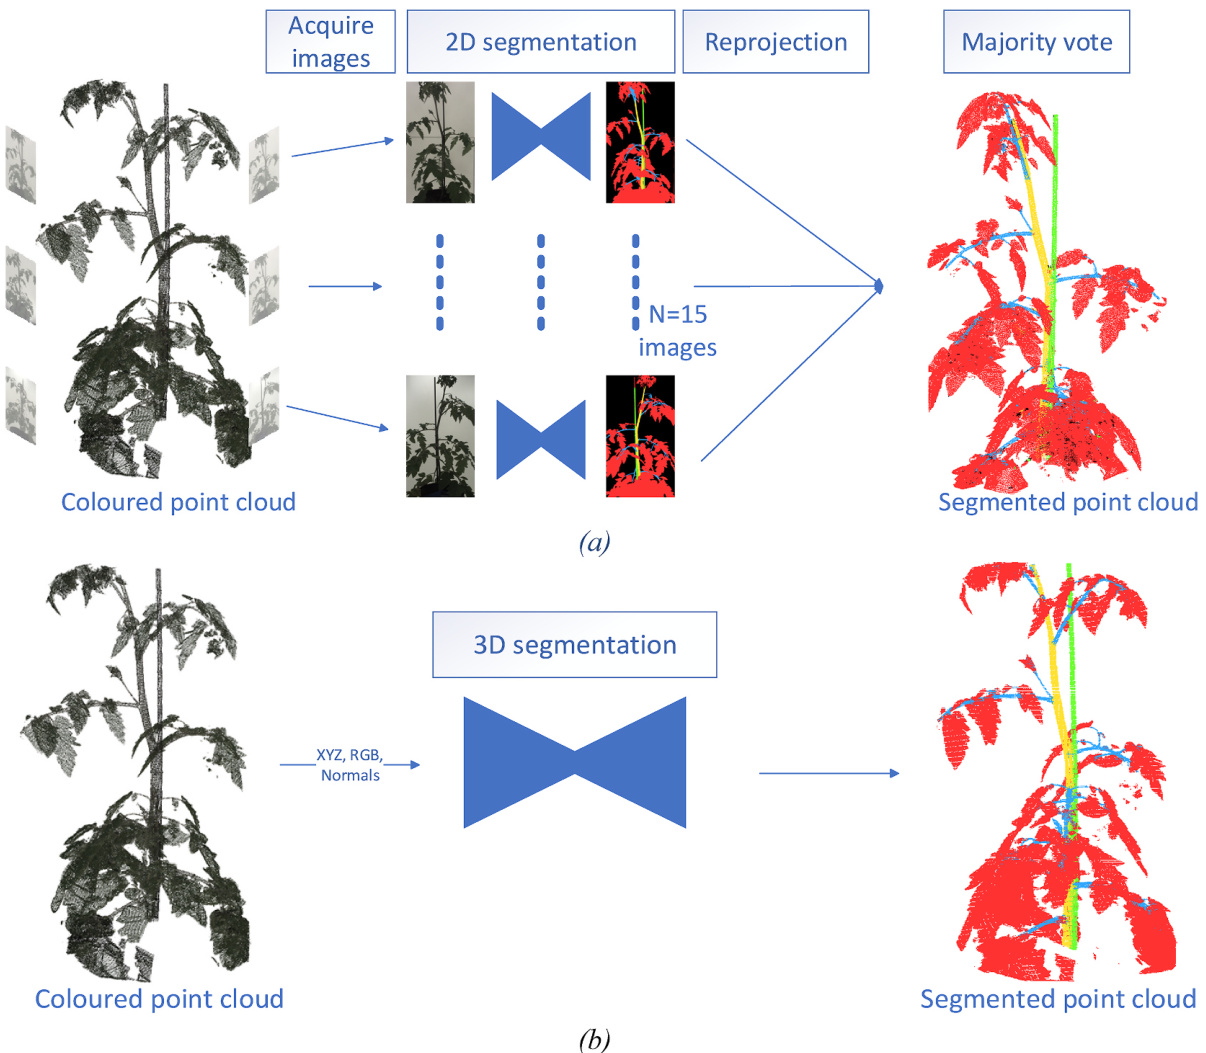 Acquire
images
2D segmentation
Reprojection
Majority vote
N=15
images
Coloured point cloud
Segmented point cloud
(a)
3D segmentation
XYZ, RGB,
Normals
Coloured point cloud
Segmented point cloud
(b)